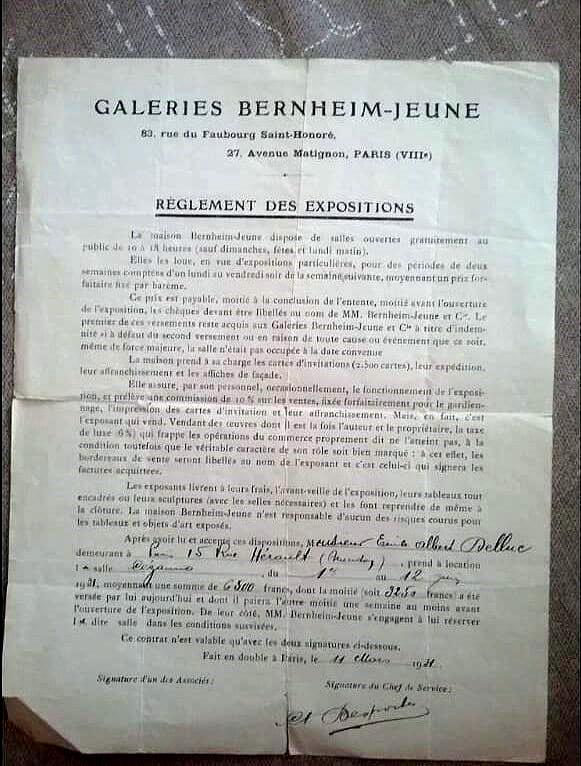 GALERIES BERNHEIM-JEUNE
83, rue du Faubourg Saint-Honoré,
27, Avenue Matignon, PARIS (VIIIe)
RÈGLEMENT DES EXPOSITIONS
La maison Bernheim-Jeune dispose de salles ouvertes gratuitement au
public de 10 à 18 heures (sauf dimanches, fêtes et lundi matin).
Elles les loue, en vue d'expositions particulières, pour des périodes de deux
semaines comptées d'un lundi au vendredi soir de la semaine suivante, moyennant un prix for-
faitaire fixé par barème.
Ce prix est payable, moitié à la conclusion de l'entente, moitié avant l'ouverture
de l'exposition, les chèques devant être libellés au nom de MM. Bernheim-Jeune et Cie. Le
premier de ces versements reste acquis aux Galeries Bernheim-Jeune et Cie à titre d'indem-
nité si à défaut du second versement ou en raison de toute cause ou événement que ce soit,
même de force majeure, la salle n'était pas occupée à la date convenue
La maison prend à sa charge les cartes d'invitations (2.500 cartes), leur expédition,
leur affranchissement et les affiches de façade.
Elle assure, par son personnel, occasionnellement, le fonctionnement de l'exposi-
tion, et prélève une commission de 10 % sur les ventes, fixée forfaitairement pour le gardien-
nage, l'impression des cartes d'invitation et leur affranchissement. Mais, en fait, c'est
l'exposant qui vend. Vendant des œuvres dont il est la fois l'auteur et le propriétaire, la taxe
de luxe 6 %) qui frappe les opérations du commerce proprement dit ne l'atteint pas, à la
condition toutefois que le véritable caractère de son rôle soit bien marqué : à cet effet, les
bordereaux de vente seront libellés au nom de l'exposant et c'est celui-ci qui signera les
factures acquittées.
Les exposants livrent à leurs frais, l'avant-veille de l'exposition, leurs tableaux tout
encadrés ou leurs sculptures (avec les selles nécessaires) et les font reprendre de même à
la clôture. La maison Bernheim-Jeune n'est responsable d'aucun des risques courus pour
les tableaux et objets d'art exposés.
Après avoir lu et accepté ces dispositions, Monsieur Emile Albert Delluc
demeurant à Paris 15 Rue Hérault , prend à location
la salle Cézanne , du 1er au 12 juin
1931, moyennant une somme de 6500 francs, dont la moitié (soit 3250 francs) a été
versée par lui aujourd'hui et dont il paiera l'autre moitié une semaine au moins avant
l'ouverture de l'exposition. De leur côté, MM. Bernheim-Jeune s'engagent à lui réserver
la dite salle dans les conditions susvisées.
Ce contrat n'est valable qu'avec les deux signatures ci-dessous.
Fait en double à Paris, le 11 Mars 1931.
Signature d'un des Associés:
Signature du Chef de Service: